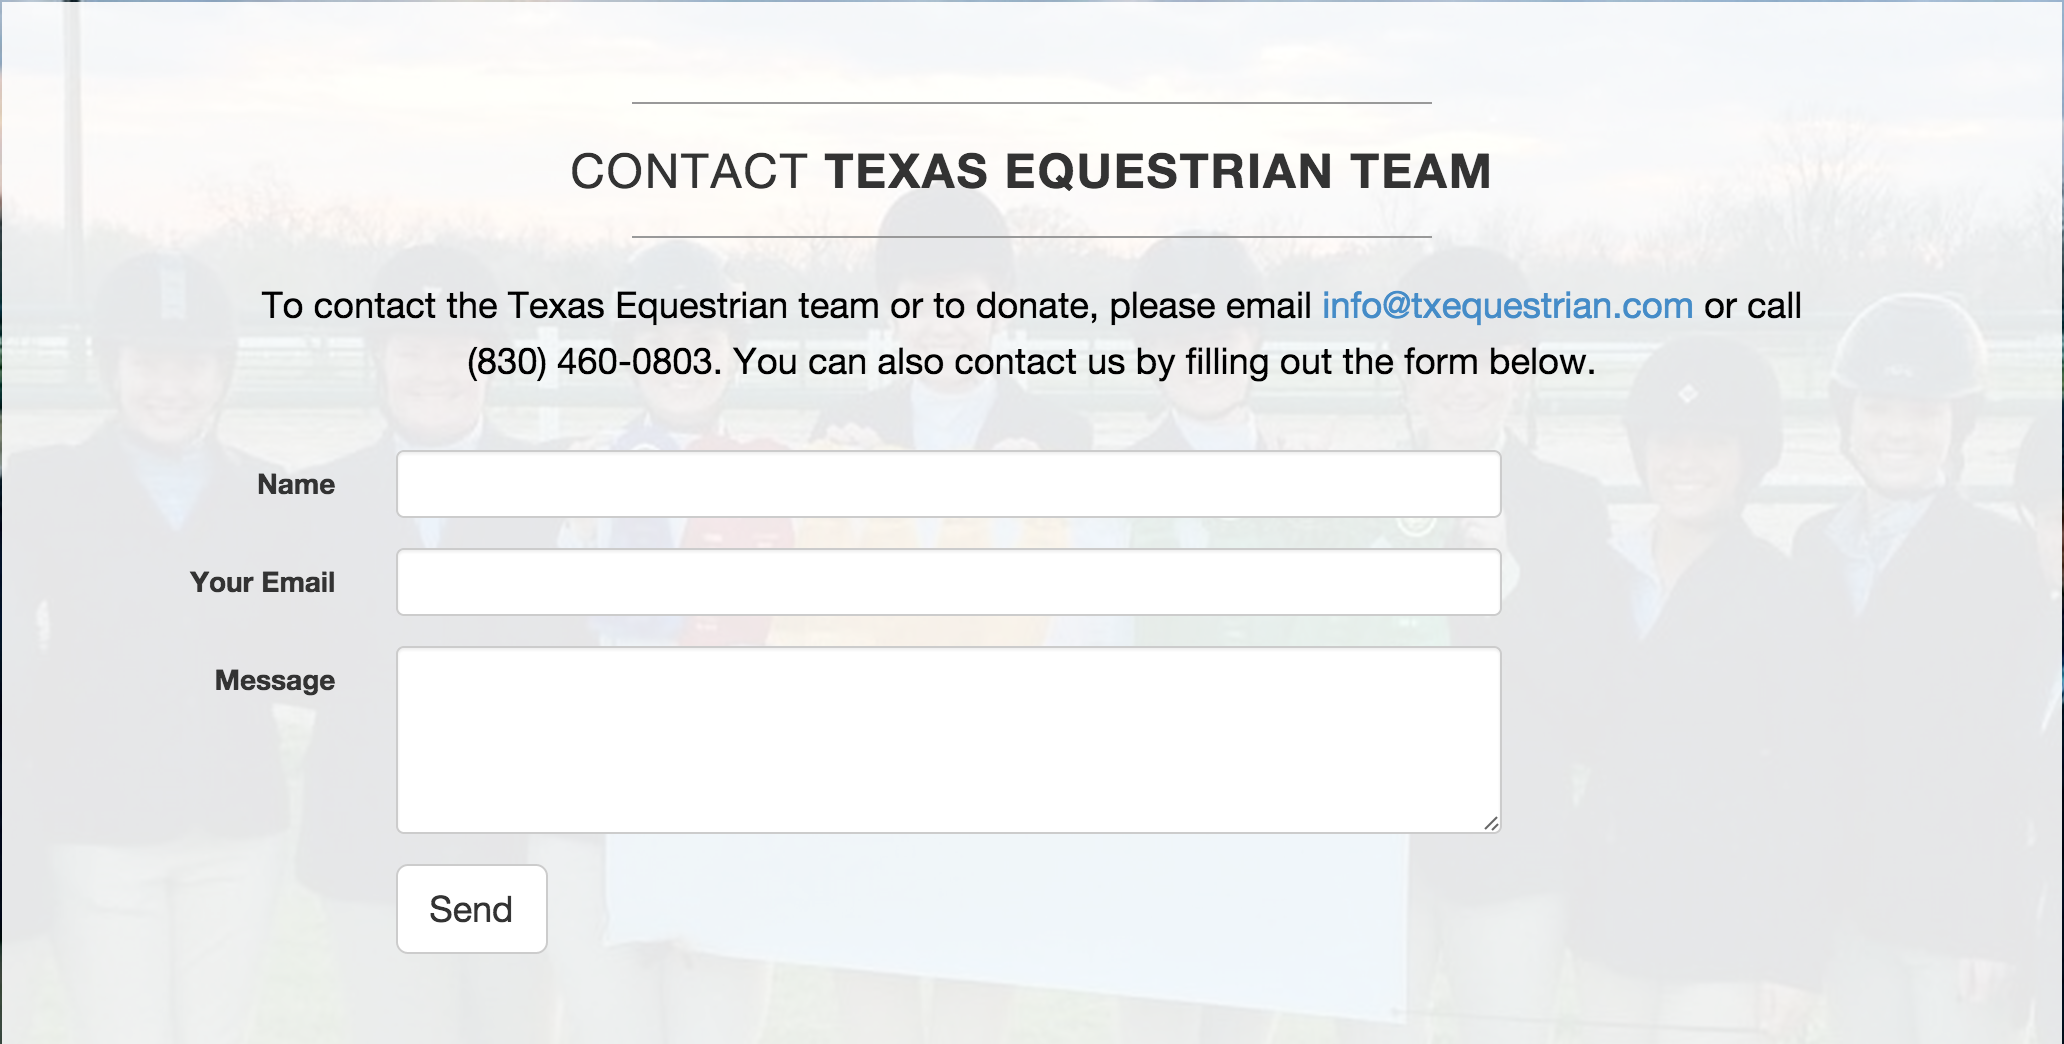 CONTACT TEXAS EQUESTRIAN TEAM
To contact the Texas Equestrian team or to donate, please email info@txequestrian.com or call
(830) 460-0803. You can also contact us by filling out the form below.
Name
Your Email
Message
Send